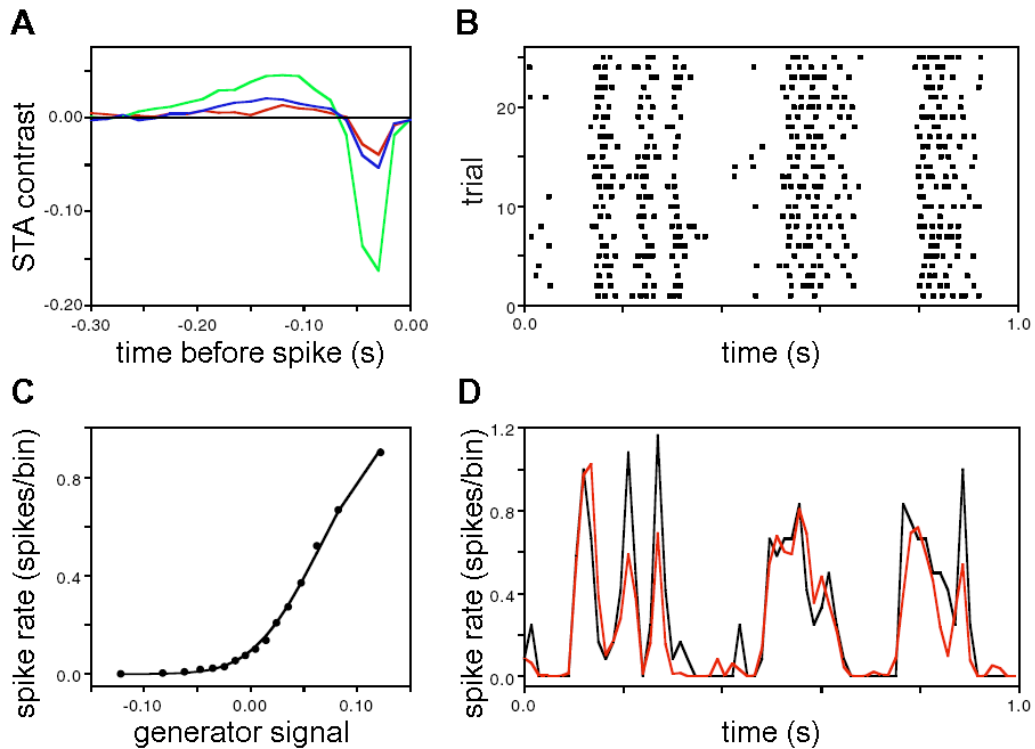 A
STA contrast
0.00
-0.10
-0.20
-0.30
-0.20
-0.10
0.00
time before spike (s)
B
trial
20
10
0
0.0
1.0
time (s)
C
spike rate (spikes/bin)
0.8
0.4
0.0
-0.10
0.00
0.10
generator signal
D
spike rate (spikes/bin)
1.2
0.8
0.4
0.0
0.0
1.0
time (s)